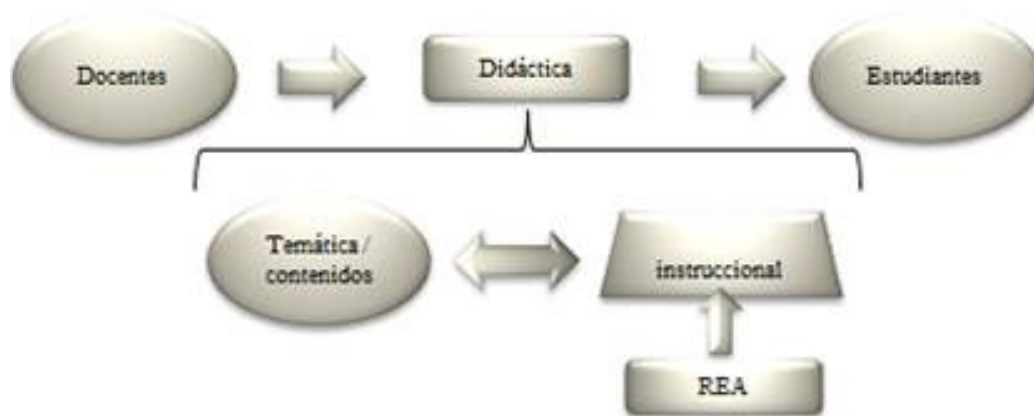 Docentes
Didáctica
Estudiantes
Temática /
contenidos
instruccional
REA